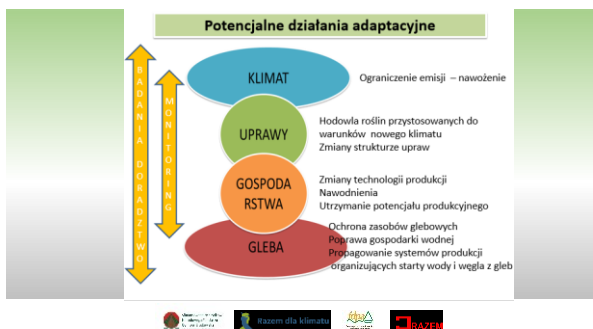 Potencjalne działania adaptacyjne
BADANIA DORADZTWO
MONITORING
KLIMAT
Ograniczenie emisji – nawożenie
UPRAWY
Hodowla roślin przystosowanych do
warunków nowego klimatu
Zmiany strukturze upraw
GOSPODA
RSTWA
Zmiany technologii produkcji
Nawodnienia
Utrzymanie potencjału produkcyjnego
GLEBA
Ochrona zasobów glebowych
Poprawa gospodarki wodnej
Propagowanie systemów produkcji
organizujących starty wody i węgla z gleb
Razem dla klimatu
RAZEM